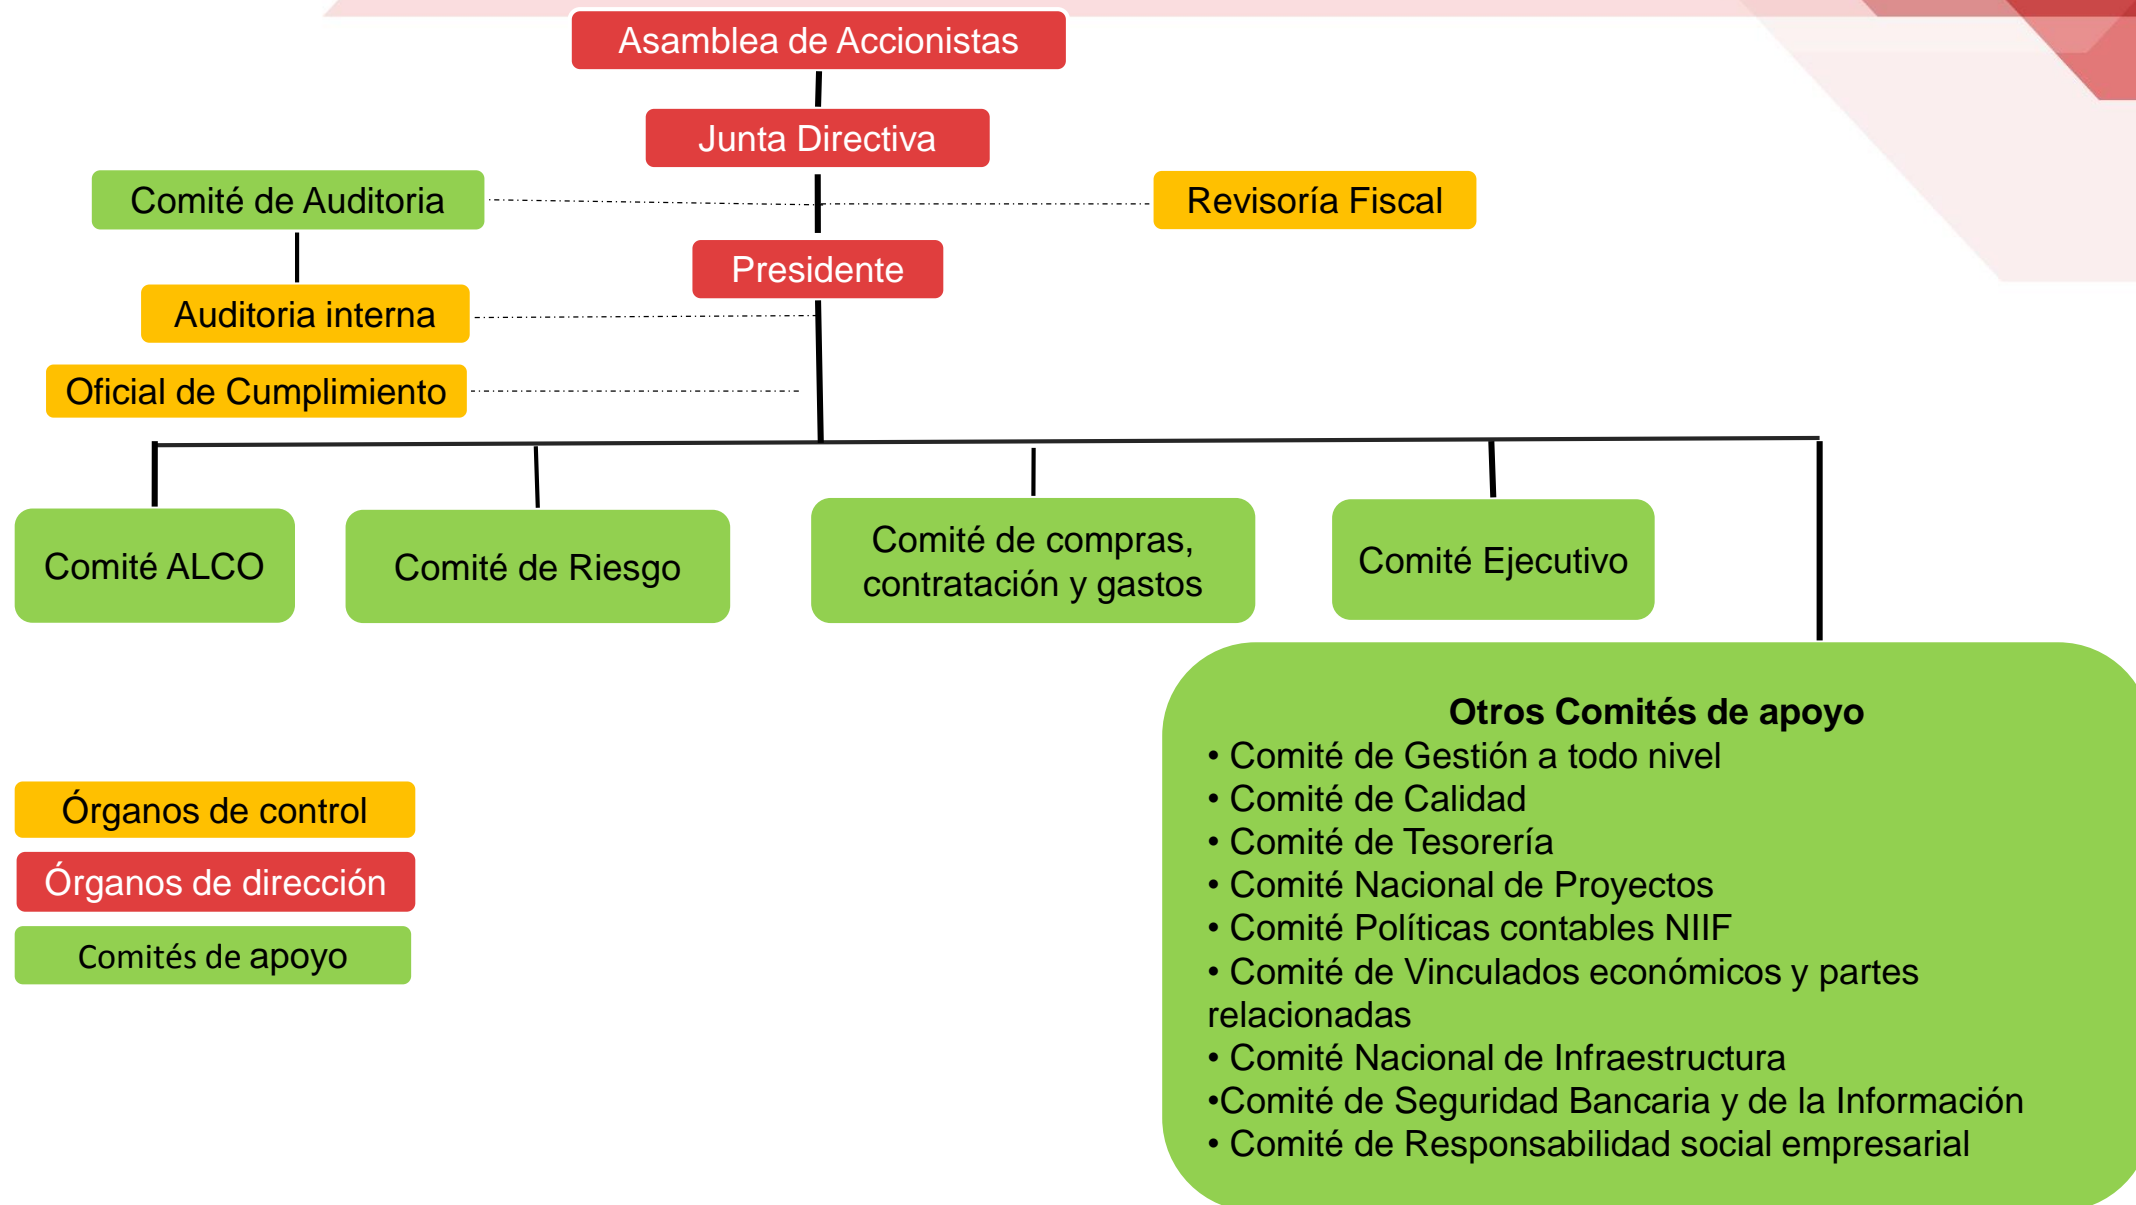 Asamblea de Accionistas
Junta Directiva
Comité de Auditoria
Revisoría Fiscal
Presidente
Auditoria interna
Oficial de Cumplimiento
Comité ALCO
Comité de Riesgo
Comité de compras,
contratación y gastos
Comité Ejecutivo
Otros Comités de apoyo
• Comité de Gestión a todo nivel
• Comité de Calidad
• Comité de Tesorería
• Comité Nacional de Proyectos
• Comité Políticas contables NIIF
• Comité de Vinculados económicos y partes
relacionadas
• Comité Nacional de Infraestructura
•Comité de Seguridad Bancaria y de la Información
• Comité de Responsabilidad social empresarial
Órganos de control
Órganos de dirección
Comités de apoyo